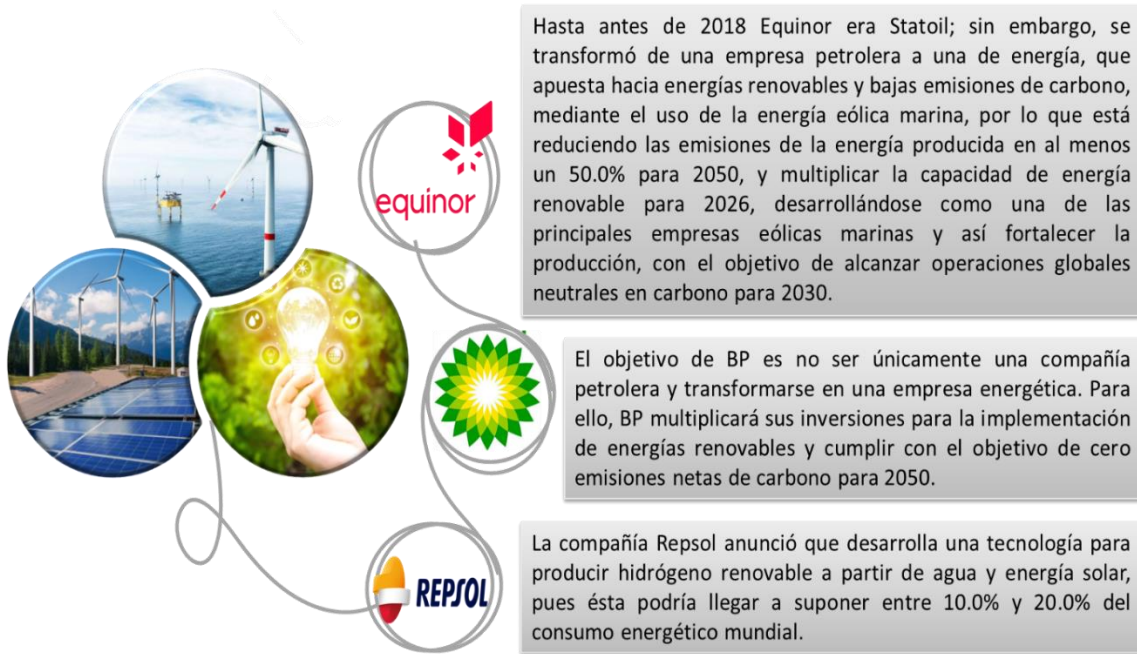 equinor
Hasta antes de 2018 Equinor era Statoil; sin embargo, se
transformó de una empresa petrolera a una de energía, que
apuesta hacia energías renovables y bajas emisiones de carbono,
mediante el uso de la energía eólica marina, por lo que está
reduciendo las emisiones de la energía producida en al menos
un 50.0% para 2050, y multiplicar la capacidad de energía
renovable para 2026, desarrollándose como una de las
principales empresas eólicas marinas y así fortalecer la
producción, con el objetivo de alcanzar operaciones globales
neutrales en carbono para 2030.
El objetivo de BP es no ser únicamente una compañía
petrolera y transformarse en una empresa energética. Para
ello, BP multiplicará sus inversiones para la implementación
de energías renovables y cumplir con el objetivo de cero
emisiones netas de carbono para 2050.
REPSOL
La compañía Repsol anunció que desarrolla una tecnología para
producir hidrógeno renovable a partir de agua y energía solar,
pues ésta podría llegar a suponer entre 10.0% y 20.0% del
consumo energético mundial.